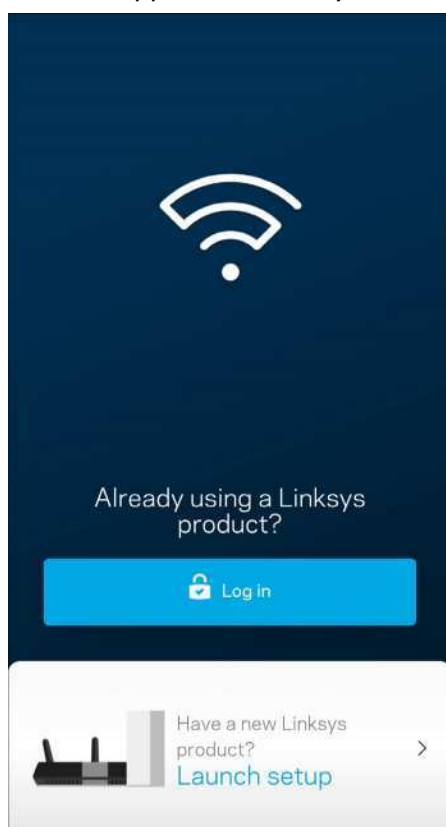 Already using a Linksys
product?
Log in
Have a new Linksys
product?
Launch setup